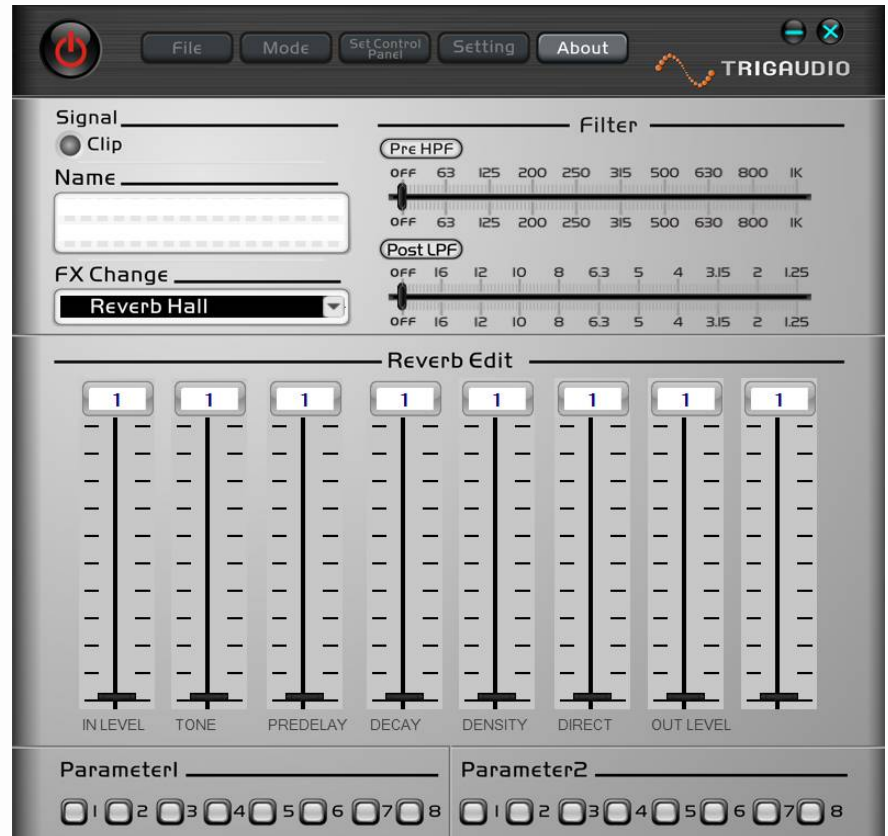 File Mode Set Control Panel Setting About
TRIGAUDIO
Signal
Clip
Name
FX Change
Reverb Hall
Filter
Pre HPF
OFF 63 125 200 250 315 500 630 800 1K
OFF 63 125 200 250 315 500 630 800 1K
Post LPF
OFF 16 12 10 8 6.3 5 4 3.15 2 1.25
OFF 16 12 10 8 6.3 5 4 3.15 2 1.25
Reverb Edit
1 1 1 1 1 1 1 1
IN LEVEL TONE PREDELAY DECAY DENSITY DIRECT OUT LEVEL
Parameter1
1 2 3 4 5 6 7 8
Parameter2
1 2 3 4 5 6 7 8